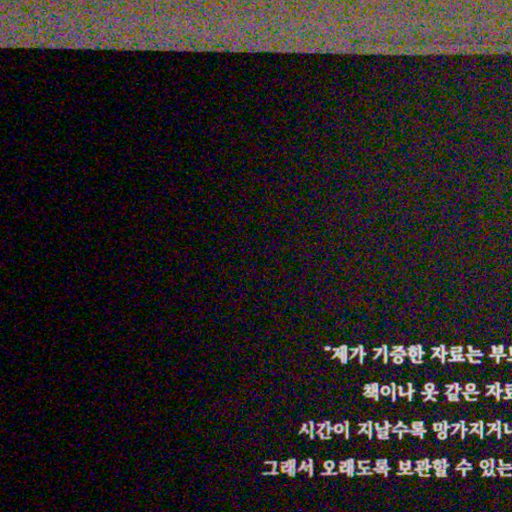 "제가 기증한 자료는
책이나 옷 같은
시간이 지날수록 망가지거나
그래서 오래도록 보관할 수 있는